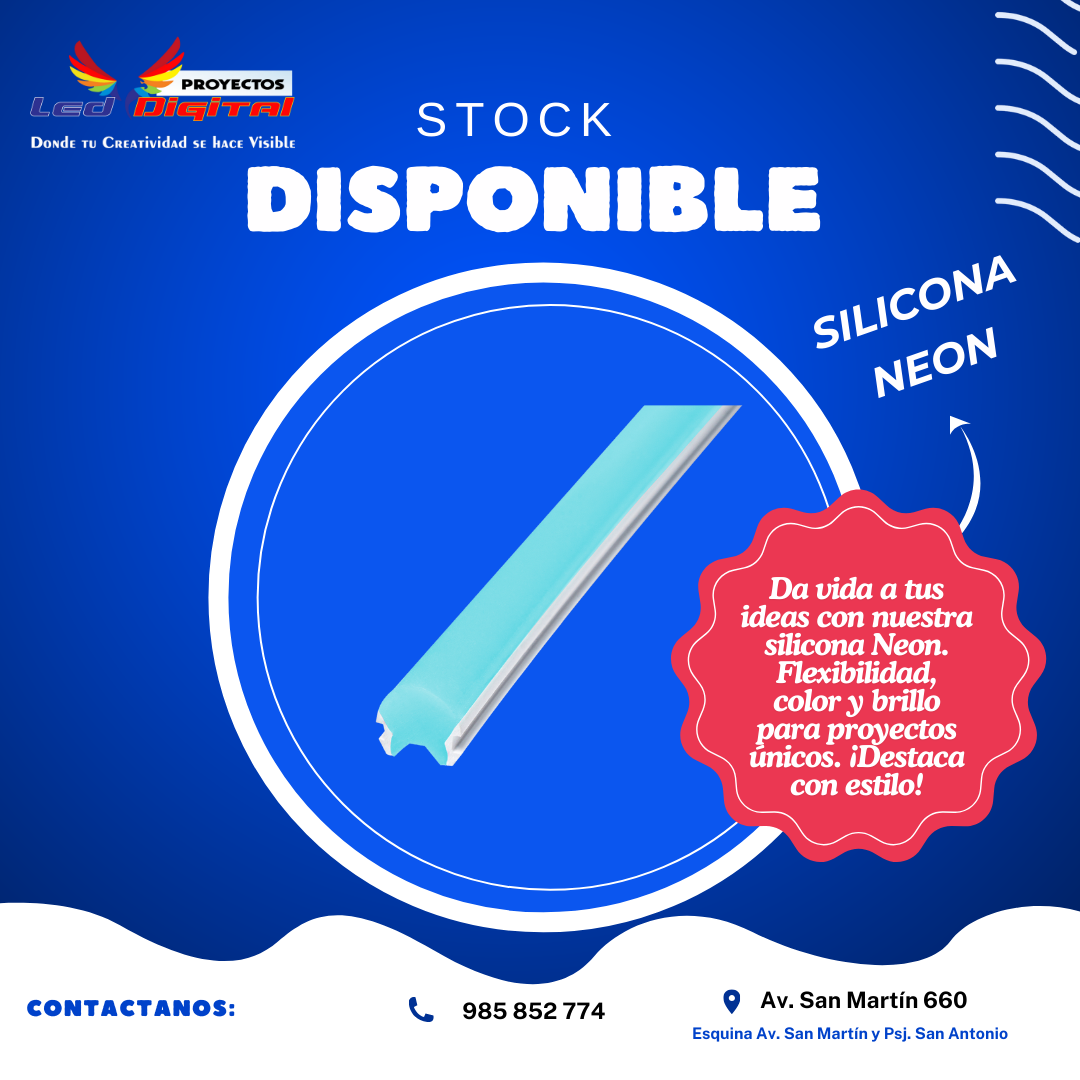 PROYECTOS
Led Digital
Donde tu Creatividad se hace Visible
STOCK
DISPONIBLE
SILICONA
NEON
Da vida a tus
ideas con nuestra
silicona Neon.
Flexibilidad,
color y brillo
para proyectos
únicos. ¡Destaca
con estilo!
CONTACTANOS:
985 852 774
Av. San Martín 660
Esquina Av. San Martín y Psj. San Antonio